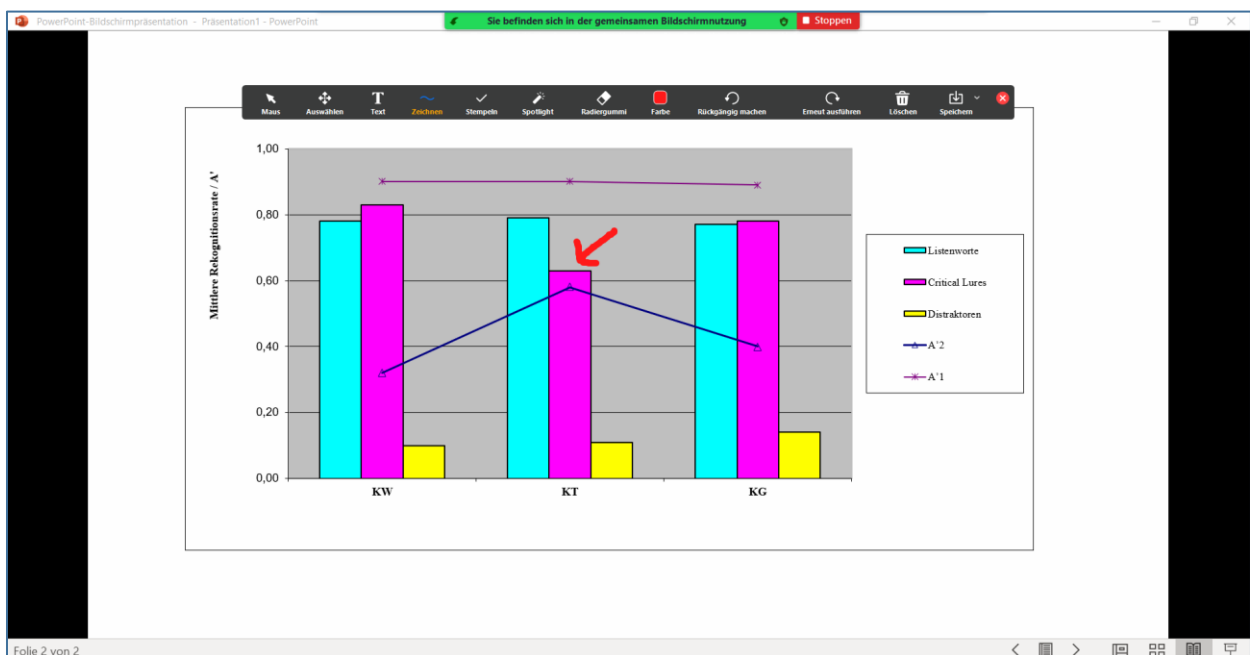 PowerPoint-Bildschirmpräsentation - Präsentation1 - PowerPoint
Sie befinden sich in der gemeinsamen Bildschirmnutzung
Stoppen
Maus
Auswählen
T
Text
Zeichnen
Stempeln
Spotlight
Radiergummi
Farbe
Rückgängig machen
Erneut ausführen
Löschen
Speichern
Mittlere Rekognitionsrate / A'
1,00
0,80
0,60
0,40
0,20
0,00
KW
KT
KG
Listenworte
Critical Lures
Distraktoren
A'2
A'1
Folie 2 von 2